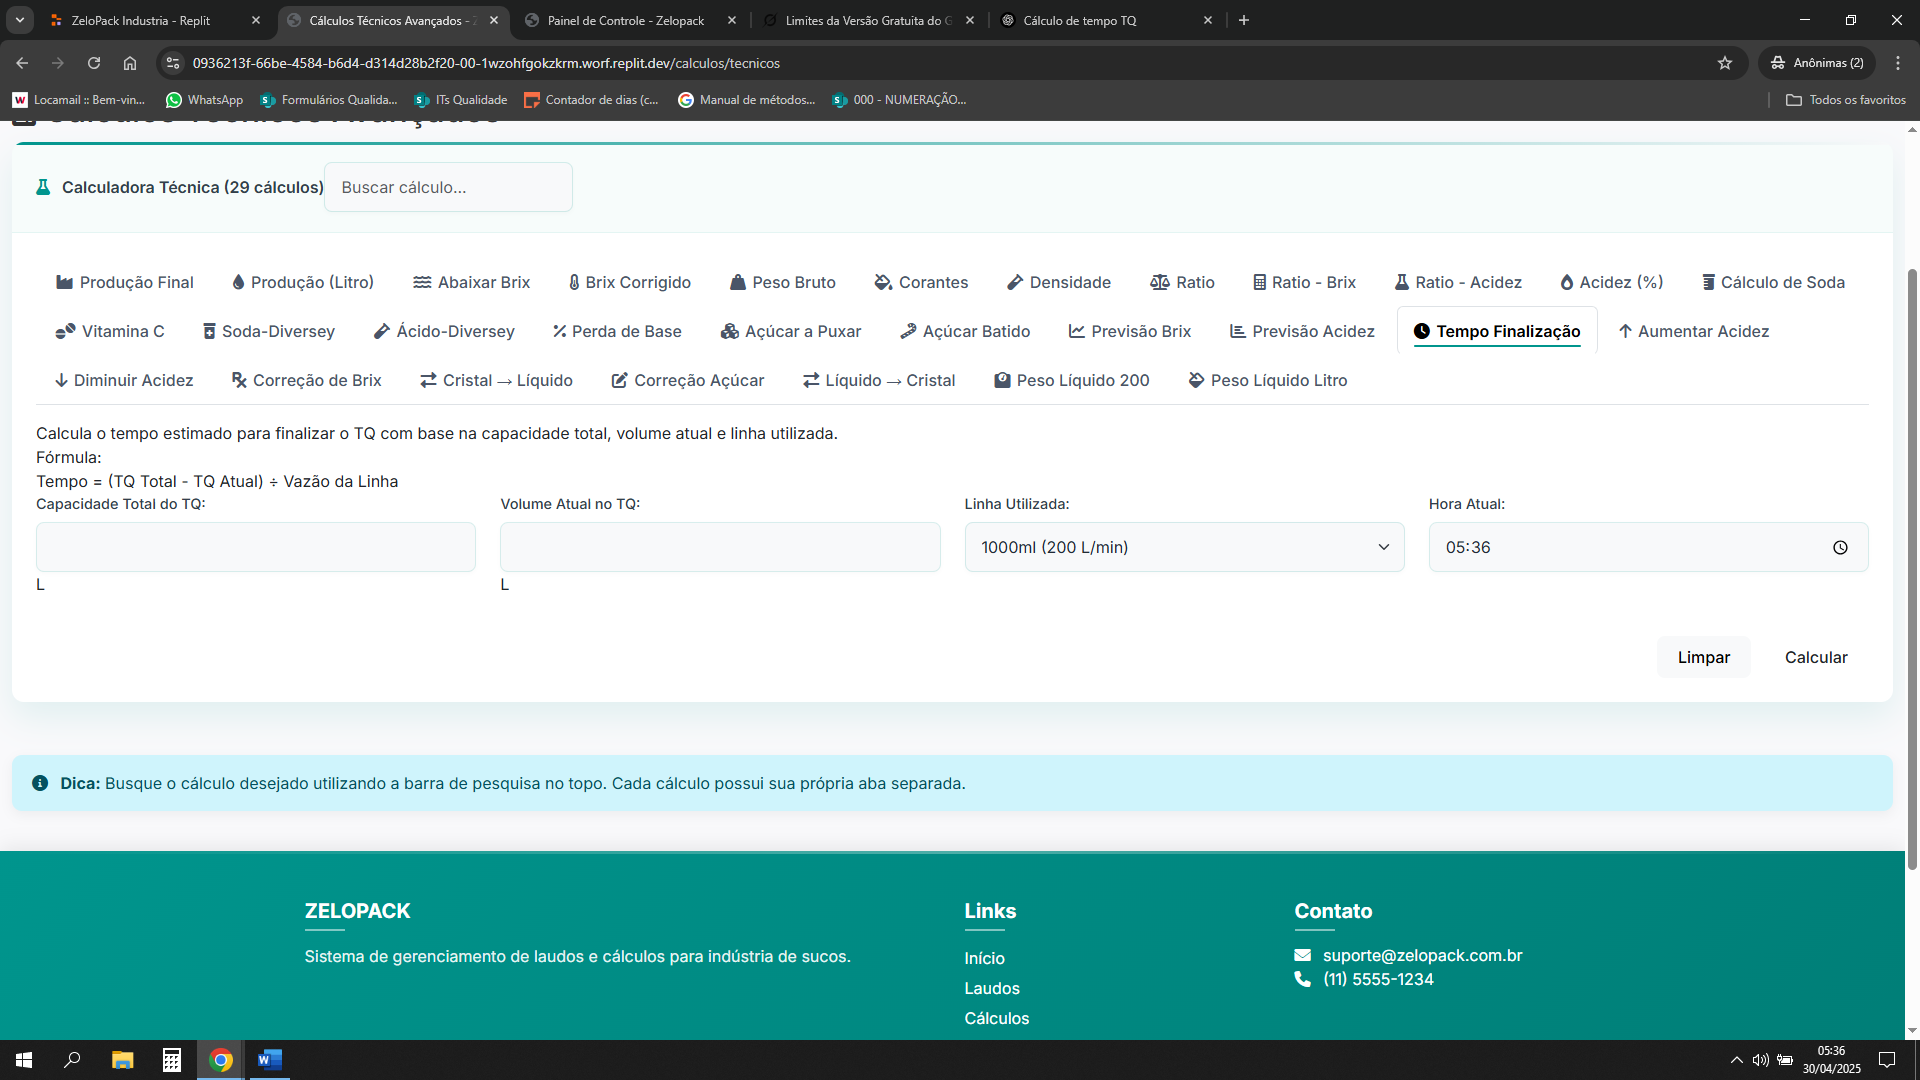 ZeloPack Industria - Replit
Cálculos Técnicos Avançados -
Painel de Controle - Zelopack
Limites da Versão Gratuita do G
Cálculo de tempo TQ
0936213f-66be-4584-b6d4-d314d28b2f20-00-1wzohfgokzkrm.worf.replit.dev/calculos/tecnicos
Anônimas (2)
Locamail :: Bem-vin...
WhatsApp
Formulários Qualida...
ITs Qualidade
Contador de dias (c...
Manual de métodos...
000 - NUMERAÇÃO...
Todos os favoritos
Calculadora Técnica (29 cálculos)
Buscar cálculo...
Produção Final
Produção (Litro)
Abaixar Brix
Brix Corrigido
Peso Bruto
Corantes
Densidade
Ratio
Ratio - Brix
Ratio - Acidez
Acidez (%)
Cálculo de Soda
Vitamina C
Soda-Diversey
Ácido-Diversey
Perda de Base
Açúcar a Puxar
Açúcar Batido
Previsão Brix
Previsão Acidez
Tempo Finalização
Aumentar Acidez
Diminuir Acidez
Correção de Brix
Cristal → Líquido
Correção Açúcar
Líquido → Cristal
Peso Líquido 200
Peso Líquido Litro
Calcula o tempo estimado para finalizar o TQ com base na capacidade total, volume atual e linha utilizada.
Fórmula:
Tempo = (TQ Total - TQ Atual) ÷ Vazão da Linha
Capacidade Total do TQ:
Volume Atual no TQ:
Linha Utilizada:
Hora Atual:
1000ml (200 L/min)
05:36
L
L
Limpar
Calcular
Dica: Busque o cálculo desejado utilizando a barra de pesquisa no topo. Cada cálculo possui sua própria aba separada.
ZELOPACK
Sistema de gerenciamento de laudos e cálculos para indústria de sucos.
Links
Início
Laudos
Cálculos
Contato
suporte@zelopack.com.br
(11) 5555-1234
05:36
30/04/2025